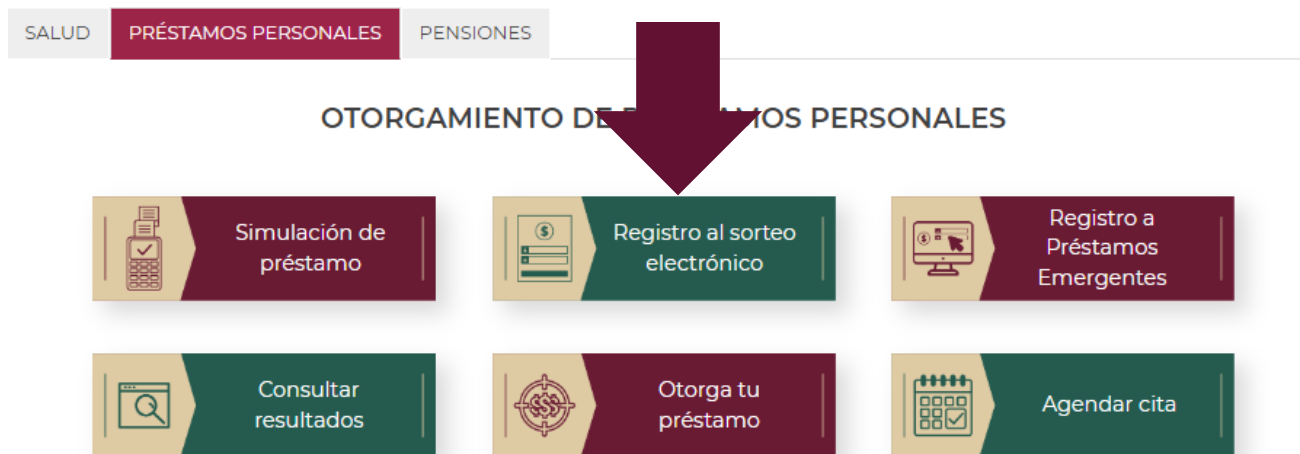 SALUD PRÉSTAMOS PERSONALES PENSIONES
OTORGAMIENTO DE PERSONALES
Simulación de
préstamo
Registro al sorteo
electrónico
Registro a
Préstamos
Emergentes
Consultar
resultados
Otorga tu
préstamo
Agendar cita